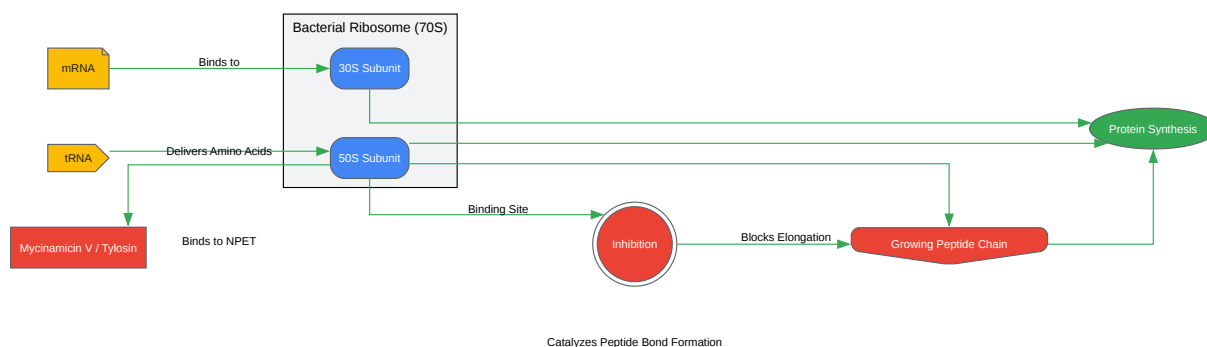 Bacterial Ribosome (70S)
mRNA
Binds to
30S Subunit
Protein Synthesis
tRNA
Delivers Amino Acids
50S Subunit
Binding Site
Mycinamicin V / Tylosin
Binds to NPET
Inhibition
Blocks Elongation
Growing Peptide Chain
Catalyzes Peptide Bond Formation